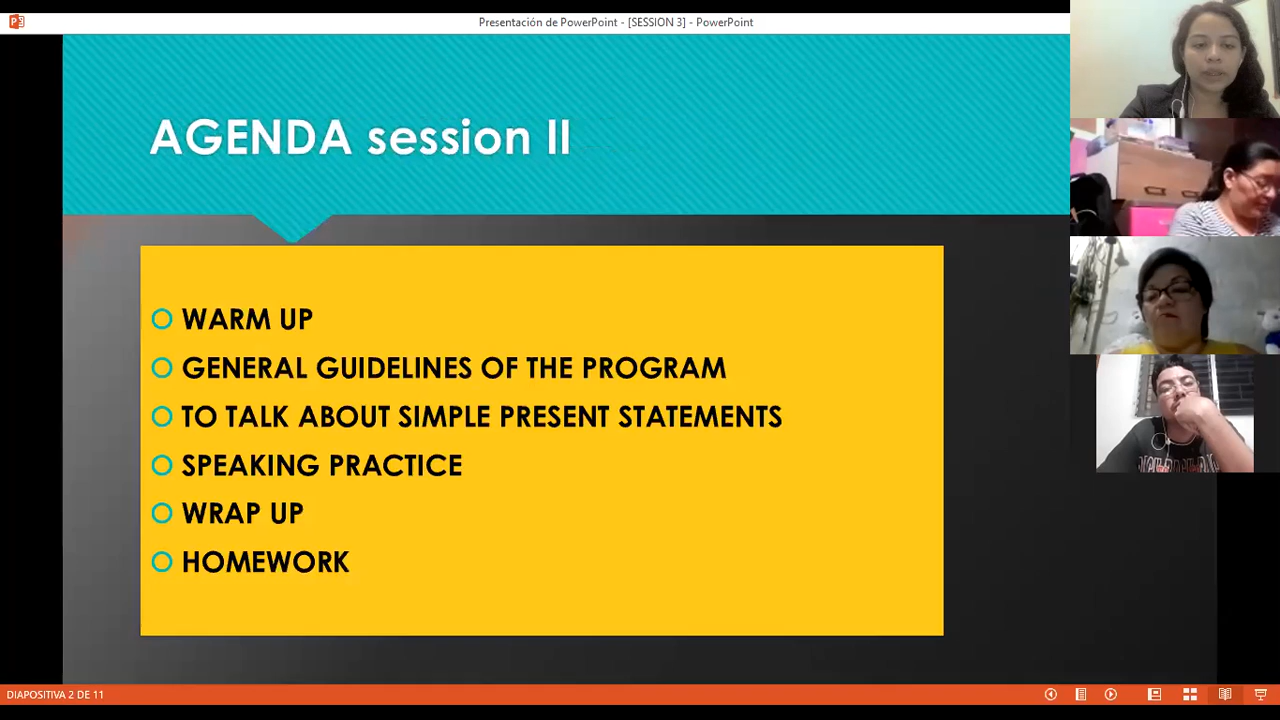 Presentación de PowerPoint - [SESSION 3] - PowerPoint
AGENDA session II
WARM UP
GENERAL GUIDELINES OF THE PROGRAM
TO TALK ABOUT SIMPLE PRESENT STATEMENTS
SPEAKING PRACTICE
WRAP UP
HOMEWORK
DIAPOSITIVA 2 DE 11